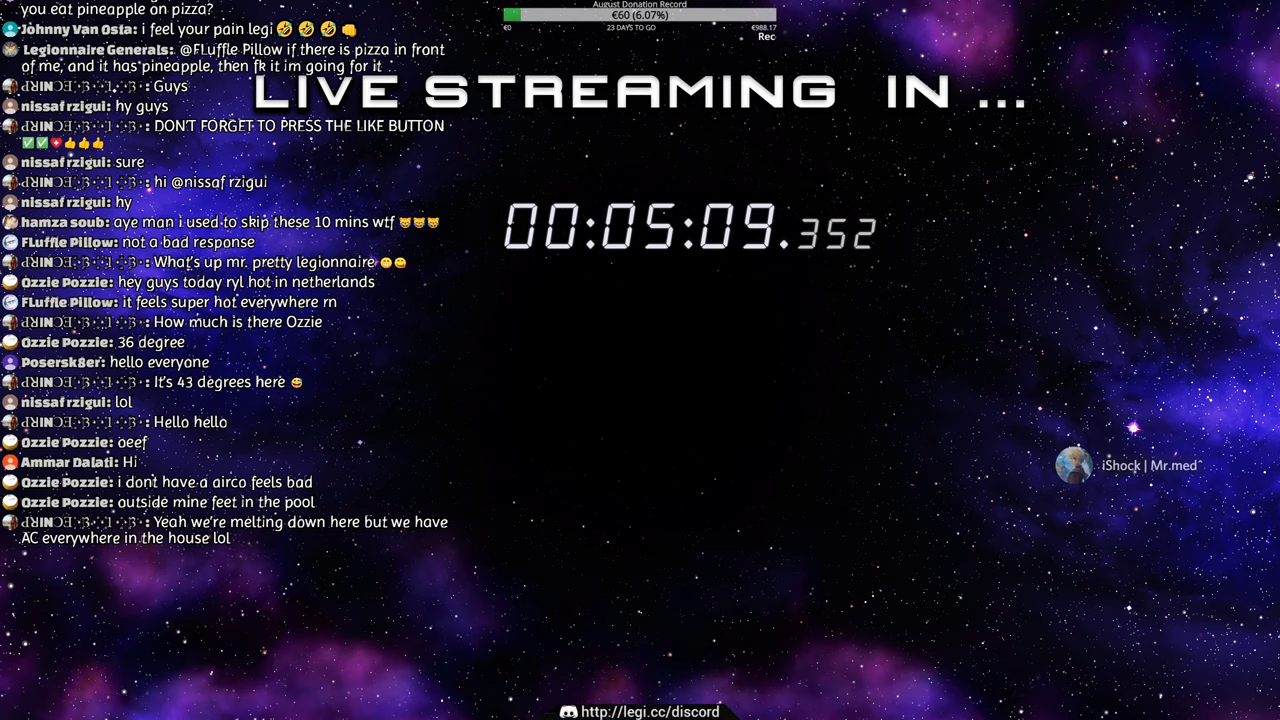 you eat pineapple on pizza?
Johnny Van Osta: i feel your pain legi 🤣 🤣 🤣 👊
Legionnaire Generals: @FLuffle Pillow if there is pizza in front
of me, and it has pineapple, then fk it im going for it
Guys
nissaf rzigui: hy guys
DON'T FORGET TO PRESS THE LIKE BUTTON
✅✅💖👍👍👍
nissaf rzigui: sure
hi @nissaf rzigui
nissaf rzigui: hy
hamza soub: aye man i used to skip these 10 mins wtf 😸😸😸
FLuffle Pillow: not a bad response
What's up mr. pretty legionnaire 😁😋
Ozzie Pozzie: hey guys today ryl hot in netherlands
FLuffle Pillow: it feels super hot everywhere rn
How much is there Ozzie
Ozzie Pozzie: 36 degree
Posersk8er: hello everyone
It's 43 degrees here 😅
nissaf rzigui: lol
Hello hello
Ozzie Pozzie: oeef
Ammar Dalati: Hi
Ozzie Pozzie: i dont have a airco feels bad
Ozzie Pozzie: outside mine feet in the pool
Yeah we're melting down here but we have
AC everywhere in the house lol
August Donation Record
€60 (6.07%)
€0 23 DAYS TO GO €988.17
Rec
LIVE STREAMING IN ...
00:05:09.352
iShock | Mr.med
http://legi.cc/discord